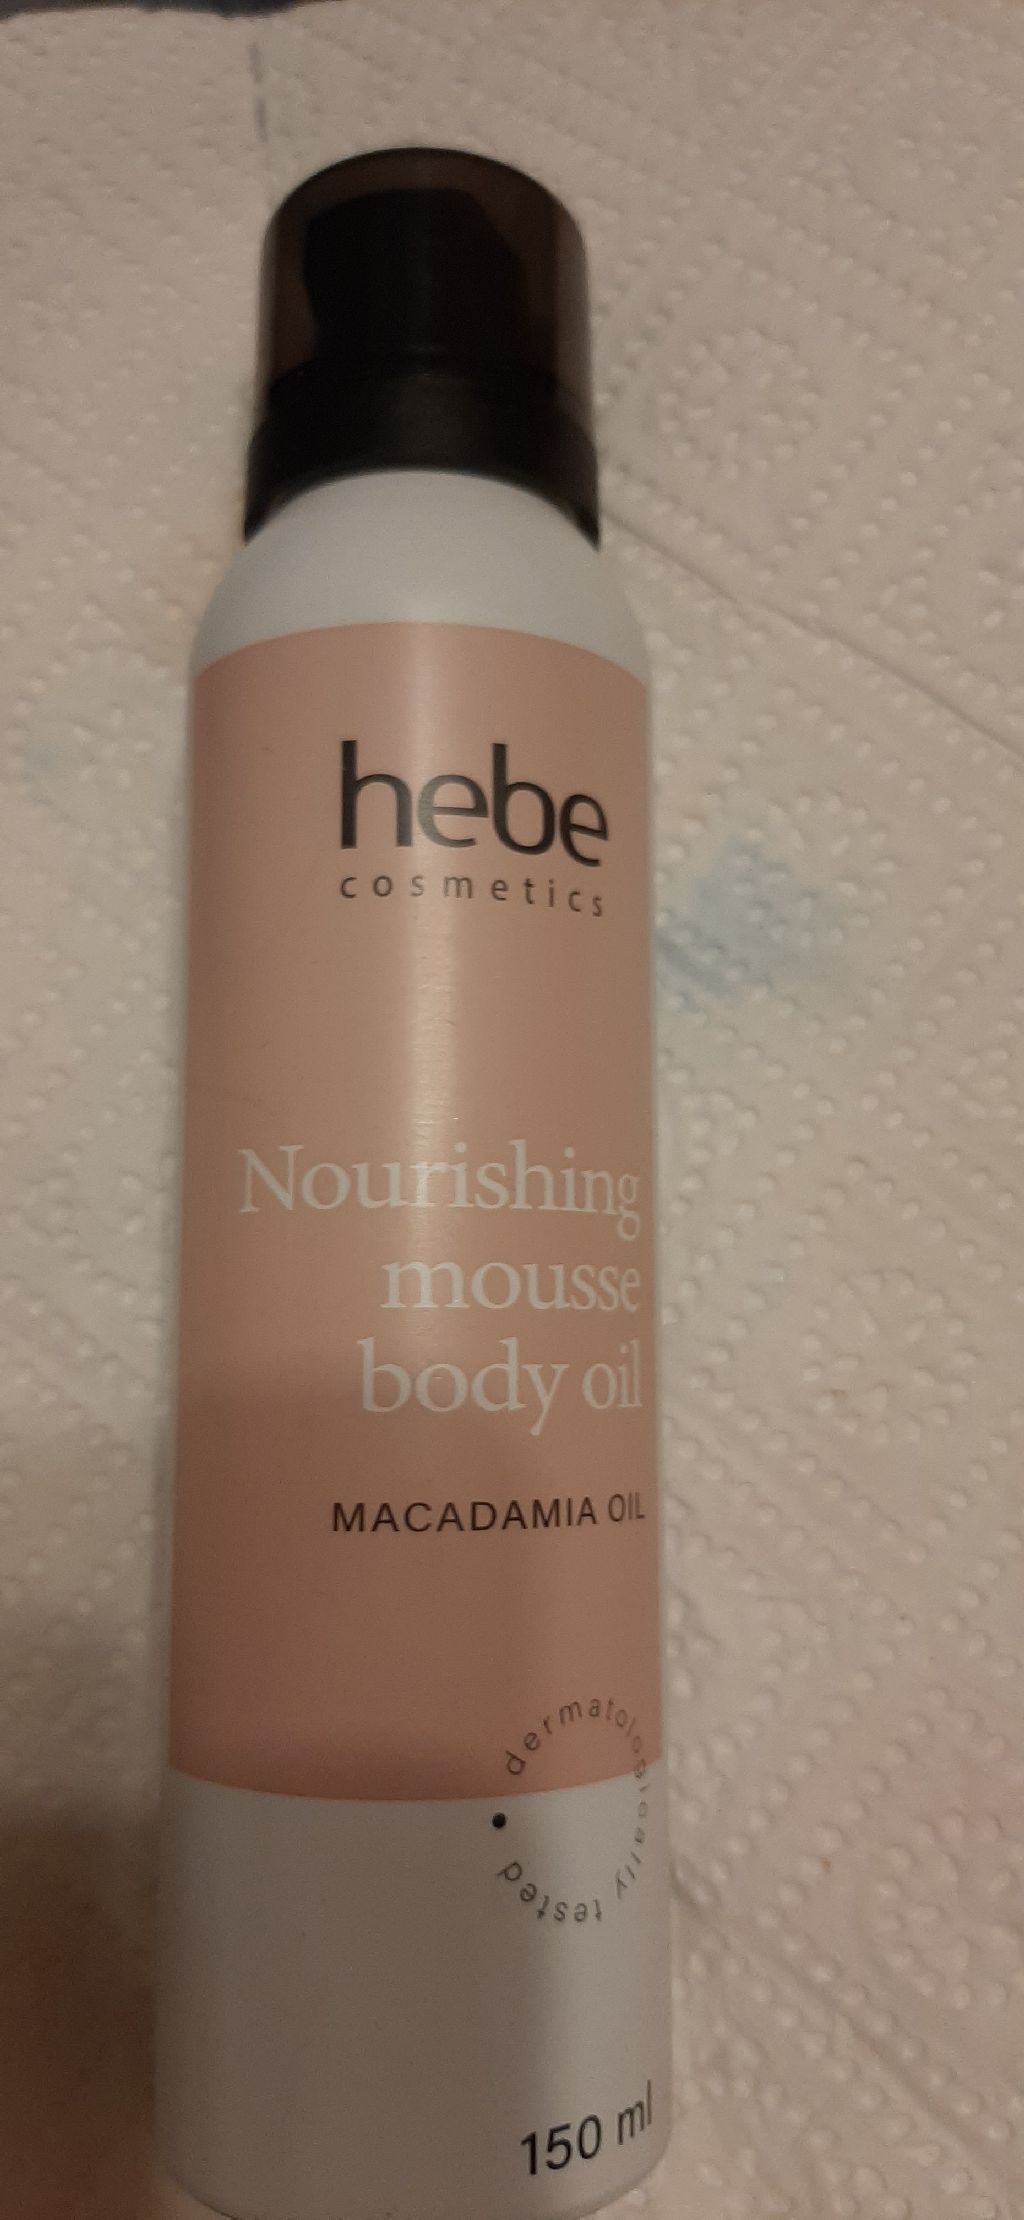 hebe
cosmetics
Nourishing
mousse
body oil
MACADAMIA OIL
dermatologically tested •
150 ml